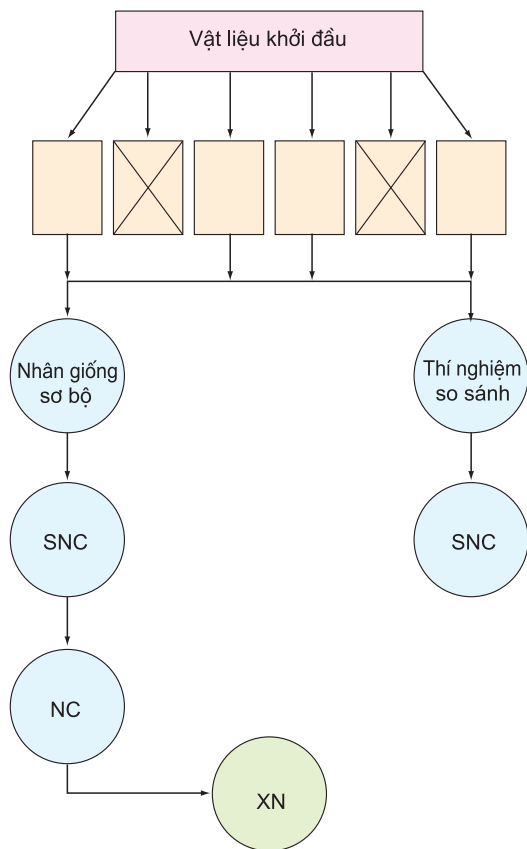 Vật liệu khởi đầu
Nhân giống
sơ bộ
Thí nghiệm
so sánh
SNC
SNC
NC
XN